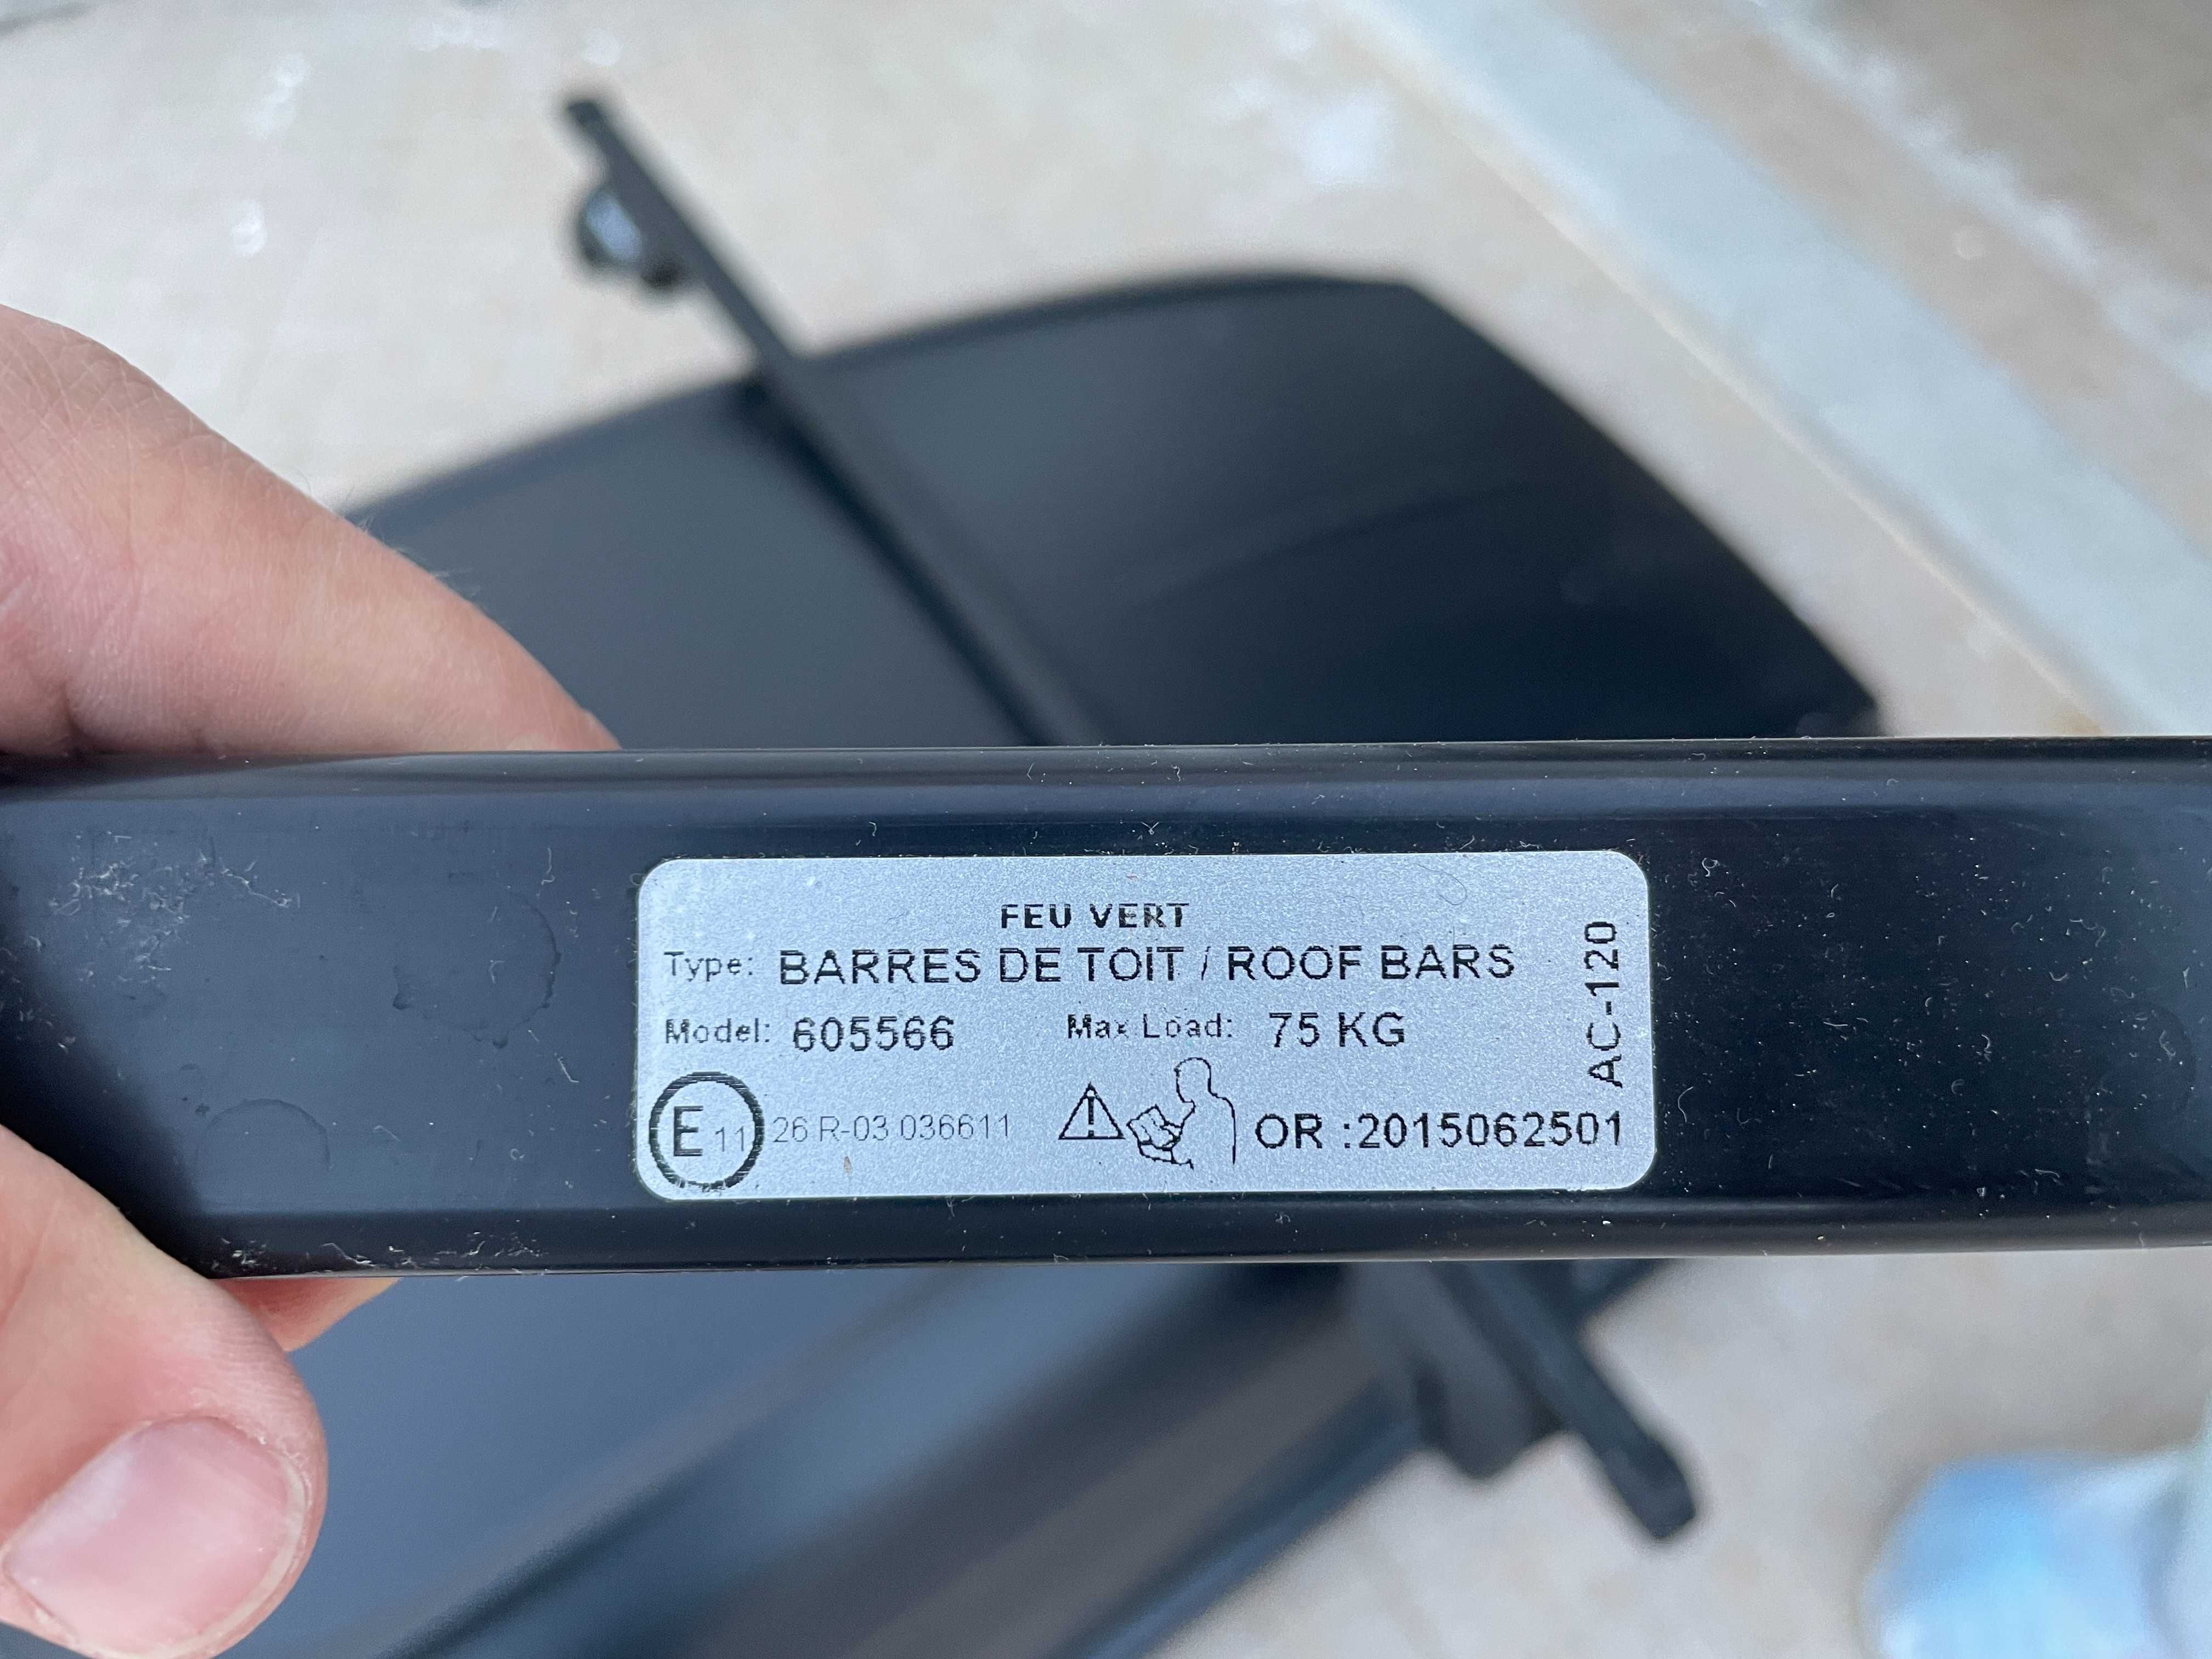 FEU VERT
Type: BARRES DE TOIT / ROOF BARS
Model: 605566 Max Load: 75 KG
E 11 26 R-03 036611 OR :2015062501
AC-120